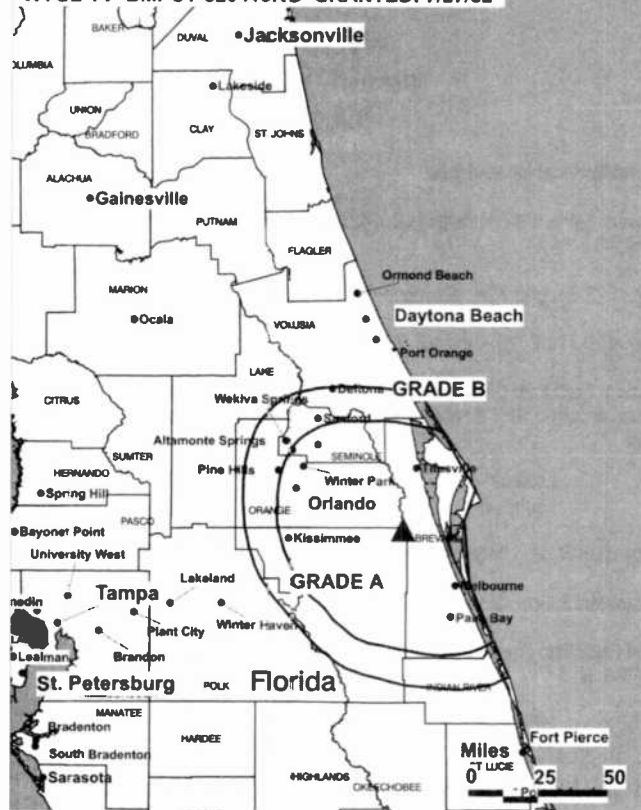 BAKER
DUVAL
Jacksonville
Lakeside
UNION
BRADFORD
CLAY
ST JOHNS
ALACHUA
Gainesville
PUTNAM
FLAGLER
MARION
Ocala
Ormond Beach
VOLUSIA
Daytona Beach
Port Orange
LAKE
Deltona
GRADE B
CITRUS
Wekiva Springs
Sanford
SUMTER
Altamonte Springs
SEMINOLE
HERNANDO
Pine Hills
Winter Park
Titusville
Spring Hill
Orlando
PASCO
ORANGE
Bayonet Point
Kissimmee
BREVARD
University West
GRADE A
Melbourne
Lakeland
Tampa
Palm Bay
Plant City
Winter Haven
Brandon
Lealman
St. Petersburg
POLK
Florida
INDIAN RIVER
MANATEE
Bradenton
HARDEE
Fort Pierce
South Bradenton
Miles
ST LUCIE
Sarasota
HIGHLANDS
OKEECHOBEE
0 25 50